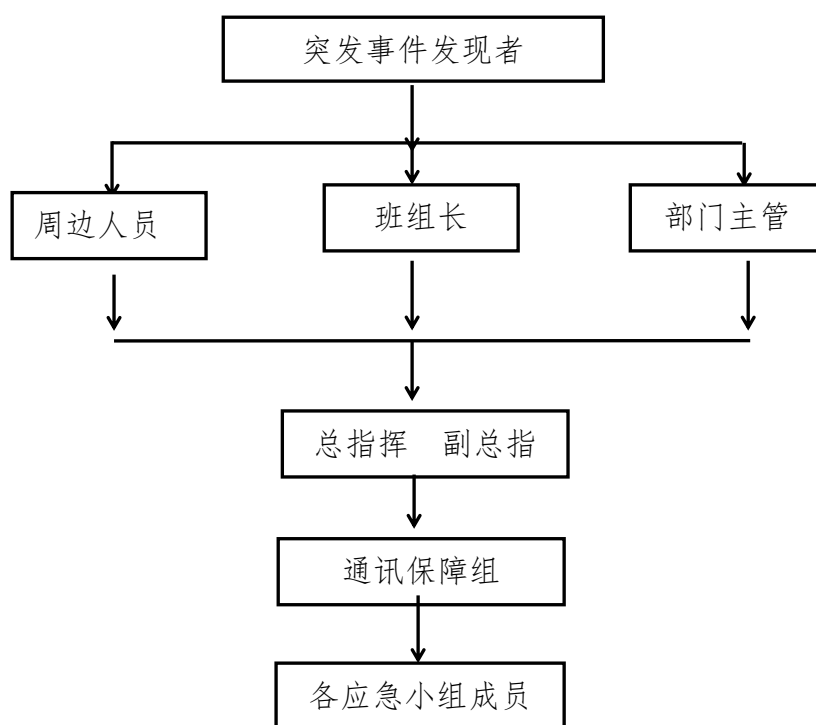 突发事件发现者
周边人员
班组长
部门主管
总指挥 副总指
通讯保障组
各应急小组成员